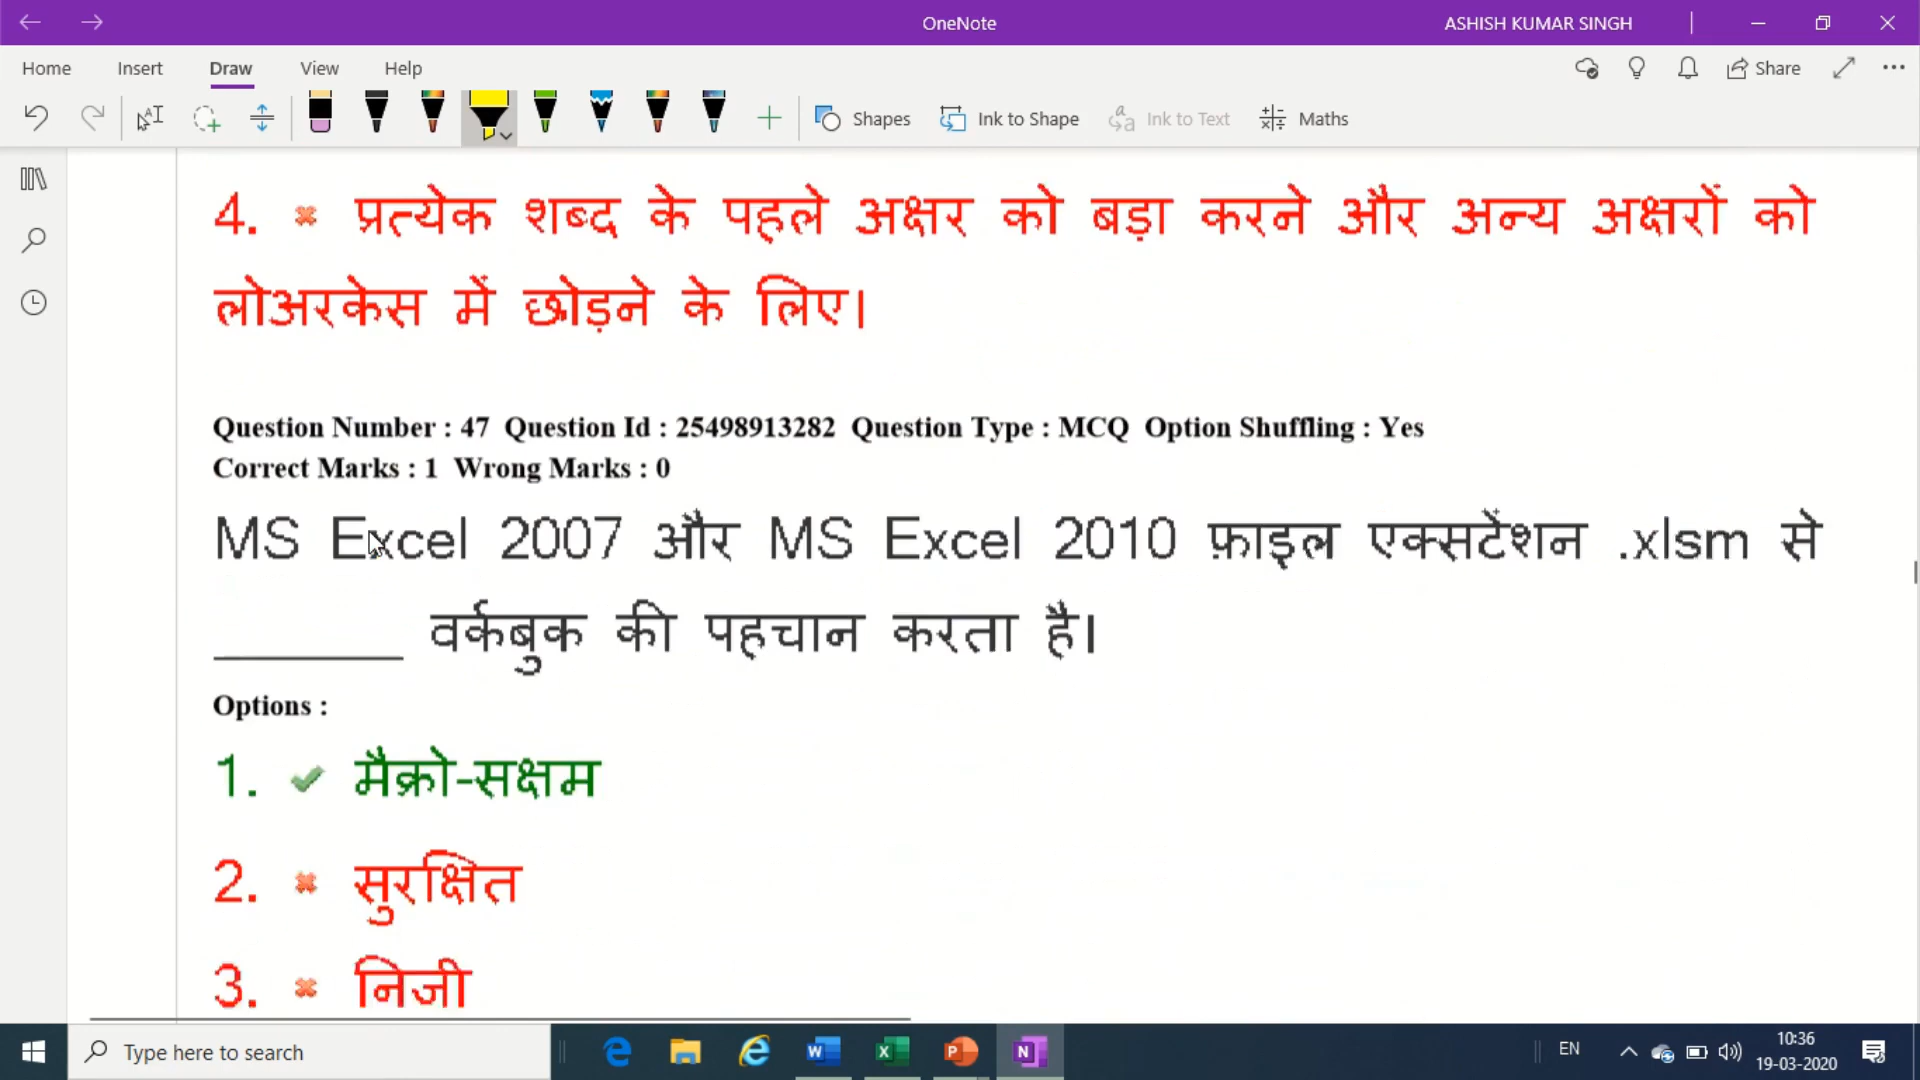 OneNote
ASHISH KUMAR SINGH
Home Insert Draw View Help
Share
Shapes Ink to Shape Ink to Text Maths
4. प्रत्येक शब्द के पहले अक्षर को बड़ा करने और अन्य अक्षरों को
लोअरकेस में छोड़ने के लिए।
Question Number : 47 Question Id : 25498913282 Question Type : MCQ Option Shuffling : Yes
Correct Marks : 1 Wrong Marks : 0
MS Excel 2007 और MS Excel 2010 फ़ाइल एक्सटेंशन .xlsm से
________ वर्कबुक की पहचान करता है।
Options :
1. मैक्रो-सक्षम
2. सुरक्षित
3. निजी
Type here to search
EN
10:36
19-03-2020